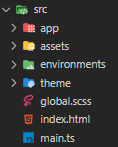 src
app
assets
environments
theme
global.scss
index.html
main.ts